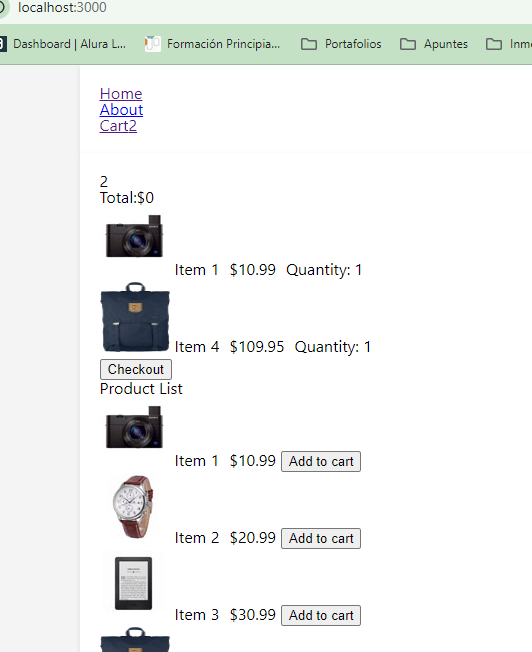 localhost:3000
Dashboard | Alura L... Formación Principia... Portafolios Apuntes Inm
Home
About
Cart2
2
Total:$0
Item 1 $10.99 Quantity: 1
Item 4 $109.95 Quantity: 1
Checkout
Product List
Item 1 $10.99 Add to cart
Item 2 $20.99 Add to cart
Item 3 $30.99 Add to cart